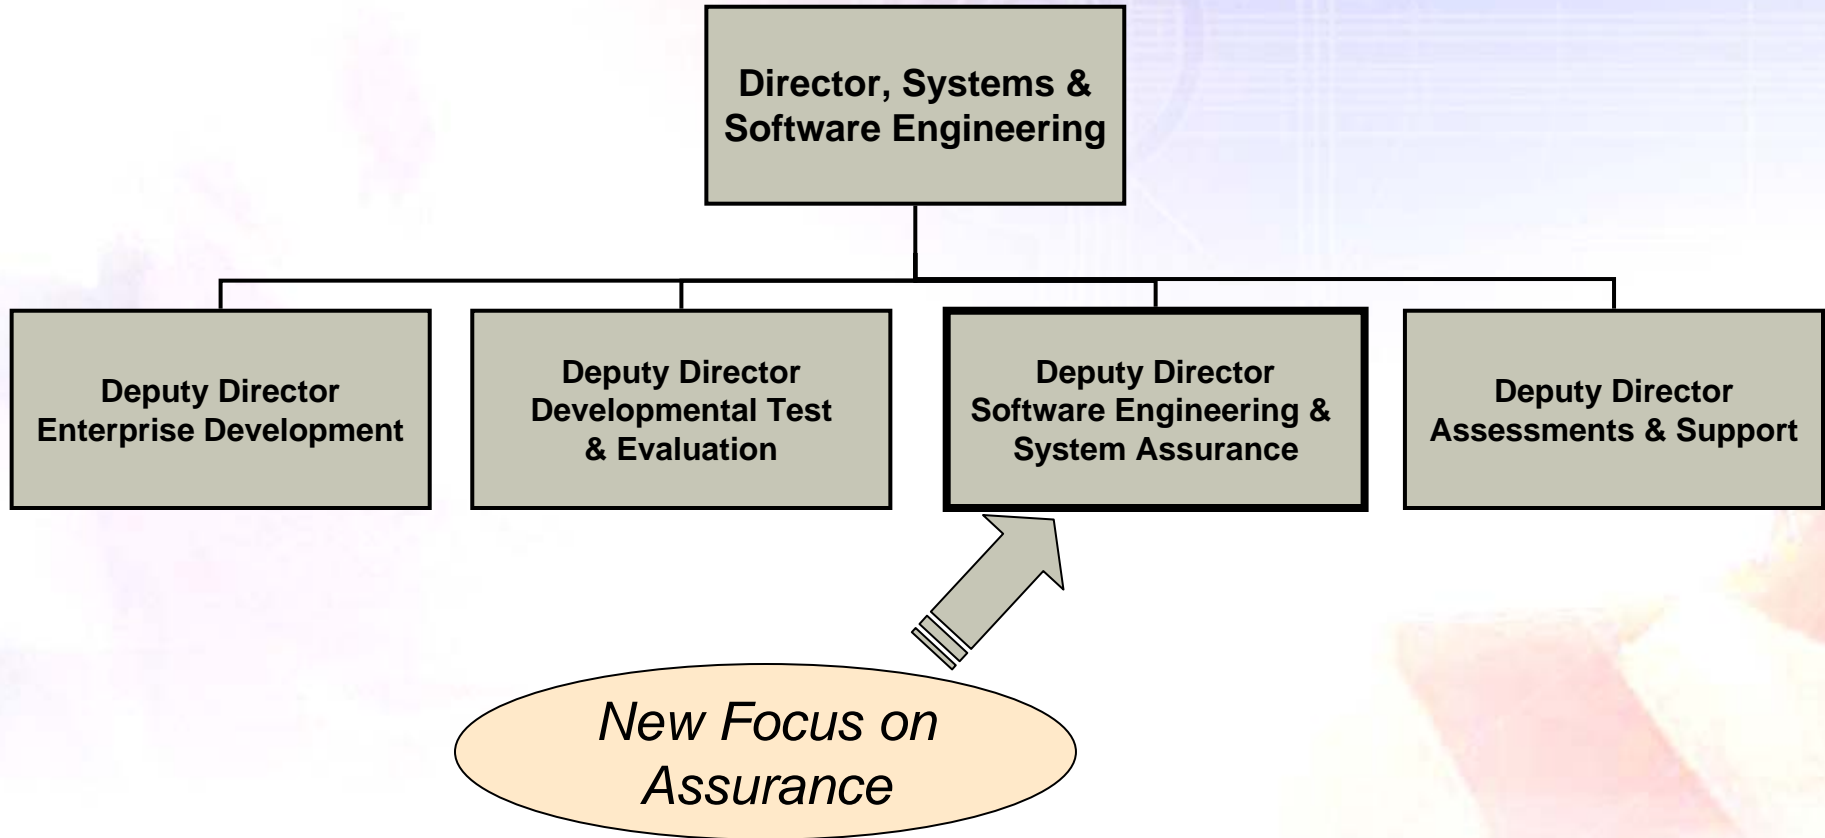 Director, Systems &
Software Engineering
Deputy Director
Enterprise Development
Deputy Director
Developmental Test
& Evaluation
Deputy Director
Software Engineering &
System Assurance
Deputy Director
Assessments & Support
New Focus on
Assurance